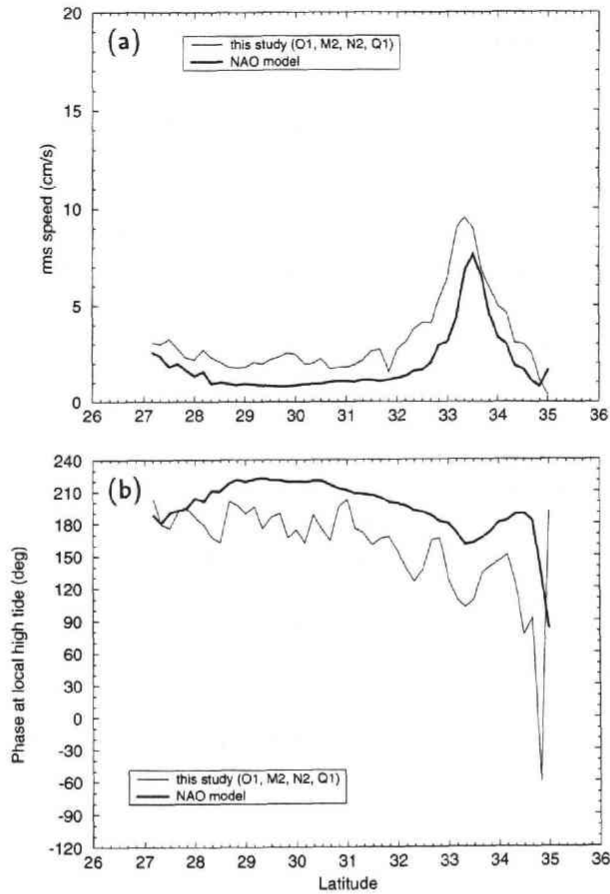 20
(a)
this study (O1, M2, N2, Q1)
NAO model
15
rms speed (cm/s)
10
5
0
26 27 28 29 30 31 32 33 34 35 36
240
(b)
210
180
150
120
Phase at local high tide (deg)
90
60
30
0
-30
-60
this study (O1, M2, N2, Q1)
NAO model
-90
-120
26 27 28 29 30 31 32 33 34 35 36
Latitude